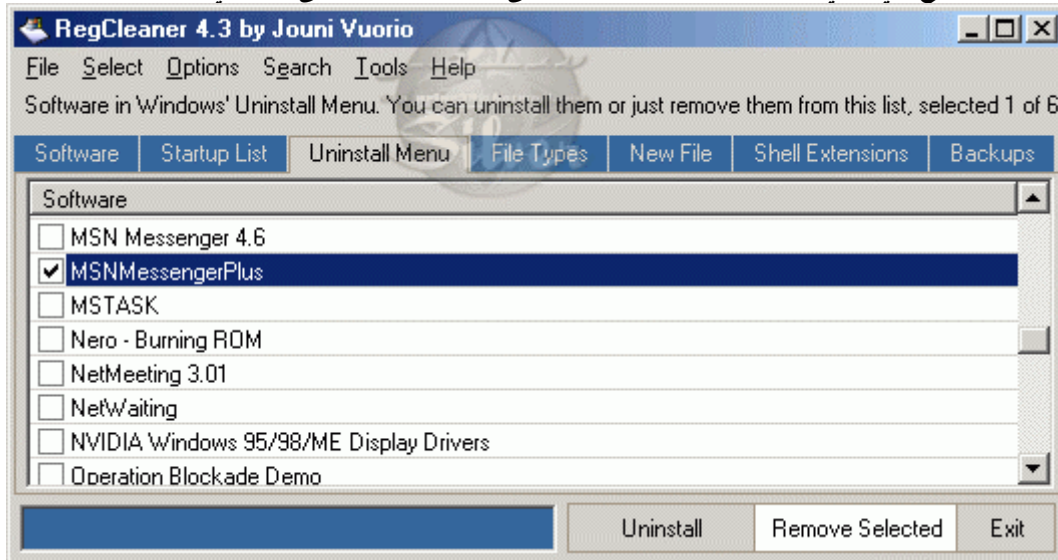 RegCleaner 4.3 by Jouni Vuorio
File Select Options Search Tools Help
Software in Windows' Uninstall Menu. You can uninstall them or just remove them from this list, selected 1 of 6
Software Startup List Uninstall Menu File Types New File Shell Extensions Backups
Software
MSN Messenger 4.6
MSNMessengerPlus
MSTASK
Nero - Burning ROM
NetMeeting 3.01
NetWaiting
NVIDIA Windows 95/98/ME Display Drivers
Operation Blockade Demo
Uninstall Remove Selected Exit